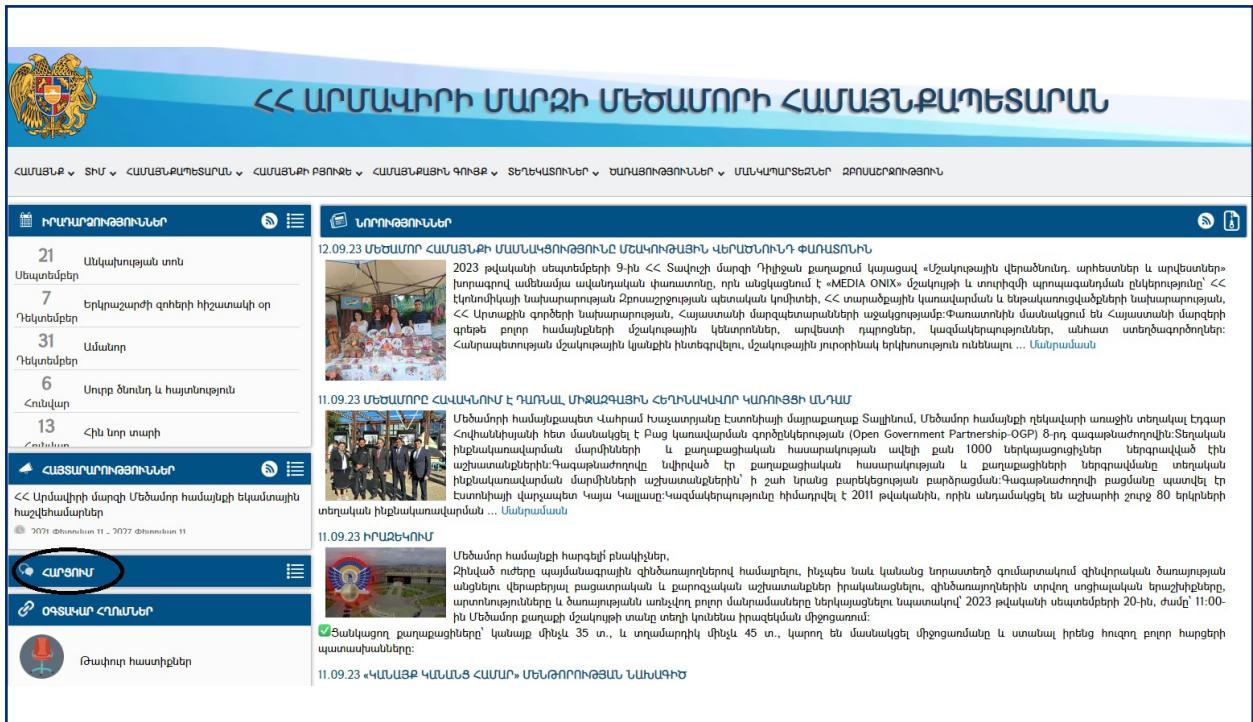 ՀՀ ԱՐՄԱՎԻՐԻ ՄԱՐԶԻ ՄԵԾԱՄՈՐԻ ՀԱՄԱՅՆՔԱՊԵՏԱՐԱՆ
ՀԱՄԱՅՆՔ ՏԻՄ ՀԱՄԱՅՆՔԱՊԵՏԱՐԱՆ ՀԱՄԱՅՆՔԻ ԲՅՈՒՋԵ ՀԱՄԱՅՆՔԱՅԻՆ ԳՈՒՅՔ ՏԵՂԵԿԱՏՈՒՆԵՐ ԾԱՌԱՅՈՒԹՅՈՒՆՆԵՐ ՄԱՆԿԱՊԱՐՏԵԶՆԵՐ ԶԲՈՍԱՇՐՋՈՒԹՅՈՒՆ
ԻՐԱԴԱՐՁՈՒԹՅՈՒՆՆԵՐ
21
Սեպտեմբեր
Անկախության տոն
7
Դեկտեմբեր
Երկրաշարժի զոհերի հիշատակի օր
31
Դեկտեմբեր
Ամանոր
6
Հունվար
Սուրբ ծնունդ և հայտնություն
13
Հունվար
Հին նոր տարի
ՀԱՅՏԱՐԱՐՈՒԹՅՈՒՆՆԵՐ
ՀՀ Արմավիրի մարզի Մեծամոր համայնքի եկամտային
հաշվեհամարներ
2021 Փետրվար 11 - 2027 Փետրվար 11
ՀԱՐՑՈՒՄ
ՕԳՏԱԿԱՐ ՀՂՈՒՄՆԵՐ
Թափուր հաստիքներ
ՆՈՐՈՒԹՅՈՒՆՆԵՐ
12.09.23 ՄԵԾԱՄՈՐ ՀԱՄԱՅՆՔԻ ՄԱՍՆԱԿՑՈՒԹՅՈՒՆԸ ՄՇԱԿՈՒԹԱՅԻՆ ՎԵՐԱԾՆՈՒՆԴ ՓԱՌԱՏՈՆԻՆ
2023 թվականի սեպտեմբերի 9-ին ՀՀ Տավուշի մարզի Դիլիջան քաղաքում կայացավ «Մշակութային վերածնունդ. արհեստներ և արվեստներ»
խորագրով ամենամյա ավանդական փառատոնը, որն անցկացնում է «MEDIA ONIX» մշակույթի և տուրիզմի պրոպագանդման ընկերությունը՝ ՀՀ
էկոնոմիկայի նախարարության Զբոսաշրջության պետական կոմիտեի, ՀՀ տարածքային կառավարման և ենթակառուցվածքների նախարարության,
ՀՀ Արտաքին գործերի նախարարության, Հայաստանի մարզպետարանների աջակցությամբ:Փառատոնին մասնակցում են Հայաստանի մարզերի
գրեթե բոլոր համայնքների մշակութային կենտրոններ, արվեստի դպրոցներ, կազմակերպություններ, անհատ ստեղծագործողներ:
Հանրապետության մշակութային կյանքին ինտեգրվելու, մշակութային յուրօրինակ երկխոսություն ունենալու ... Մանրամասն
11.09.23 ՄԵԾԱՄՈՐԸ ՀԱՎԱԿՆՈՒՄ Է ԴԱՌՆԱԼ ՄԻՋԱԶԳԱՅԻՆ ՀԵՂԻՆԱԿԱՎՈՐ ԿԱՌՈՒՅՑԻ ԱՆԴԱՄ
Մեծամորի համայնքապետ Վահրամ Խաչատրյանը Էստոնիայի մայրաքաղաք Տալլինում, Մեծամոր համայնքի ղեկավարի առաջին տեղակալ Էդգար
Հովհաննիսյանի հետ մասնակցել է Բաց կառավարման գործընկերության (Open Government Partnership-OGP) 8-րդ գագաթնաժողովին:Տեղական
ինքնակառավարման մարմինների և քաղաքացիական հասարակության ավելի քան 1000 ներկայացուցիչներ ներգրավված էին
աշխատանքներին:Գագաթնաժողովը նվիրված էր քաղաքացիական հասարակության և քաղաքացիների ներգրավմանը տեղական
ինքնակառավարման մարմինների աշխատանքներին՝ ի շահ նրանց բարեկեցության բարձրացման:Գագաթնաժողովի բացմանը պատվել էր
Էստոնիայի վարչապետ Կայա Կալլասը:Կազմակերպությունը հիմնադրվել է 2011 թվականին, որին անդամակցել են աշխարհի շուրջ 80 երկրների
տեղական ինքնակառավարման ... Մանրամասն
11.09.23 ԻՐԱԶԵԿՈՒՄ
Մեծամոր համայնքի հարգելի՛ բնակիչներ,
Զինված ուժերը պայմանագրային զինծառայողներով համալրելու, ինչպես նաև կանանց նորաստեղծ գումարտակում զինվորական ծառայության
անցնելու վերաբերյալ բացատրական և քարոզչական աշխատանքներ իրականացնելու, զինծառայողներին տրվող սոցիալական երաշխիքները,
արտոնությունները և ծառայությանն առնչվող բոլոր մանրամասները ներկայացնելու նպատակով՝ 2023 թվականի սեպտեմբերի 20-ին, ժամը՝ 11:00-
ին Մեծամոր քաղաքի մշակույթի տանը տեղի կունենա իրազեկման միջոցառում:
✅Ցանկացող քաղաքացիները՝ կանայք մինչև 35 տ., և տղամարդիկ մինչև 45 տ., կարող են մասնակցել միջոցառմանը և ստանալ իրենց հուզող բոլոր հարցերի
պատասխանները:
11.09.23 «ԿԱՆԱՅՔ ԿԱՆԱՆՑ ՀԱՄԱՐ» ՄԵՆԹՈՐՈՒԹՅԱՆ ՆԱԽԱԳԻԾ